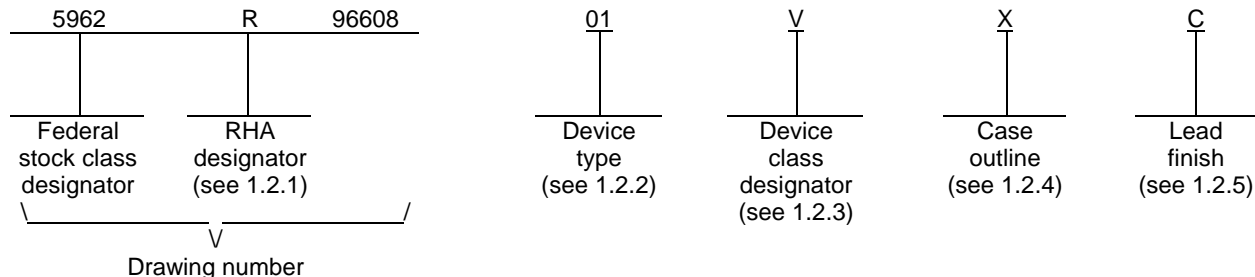 5962 R 96608 01 V X C
Federal RHA Device Device Case Lead
stock class designator type class outline finish
designator (see 1.2.1) (see 1.2.2) designator (see 1.2.4) (see 1.2.5)
(see 1.2.3)
Drawing number